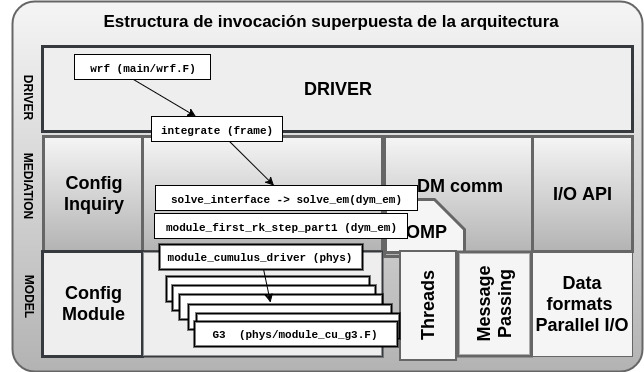 Estructura de invocación superpuesta de la arquitectura
DRIVER
wrf (main/wrf.F)
DRIVER
integrate (frame)
MEDIATION
Config
Inquiry
DM comm
I/O API
solve_interface -> solve_em(dym_em)
module_first_rk_step_part1 (dym_em)
OMP
MODEL
Config
Module
module_cumulus_driver (phys)
G3 (phys/module_cu_g3.F)
Threads
Message
Passing
Data
formats
Parallel I/O